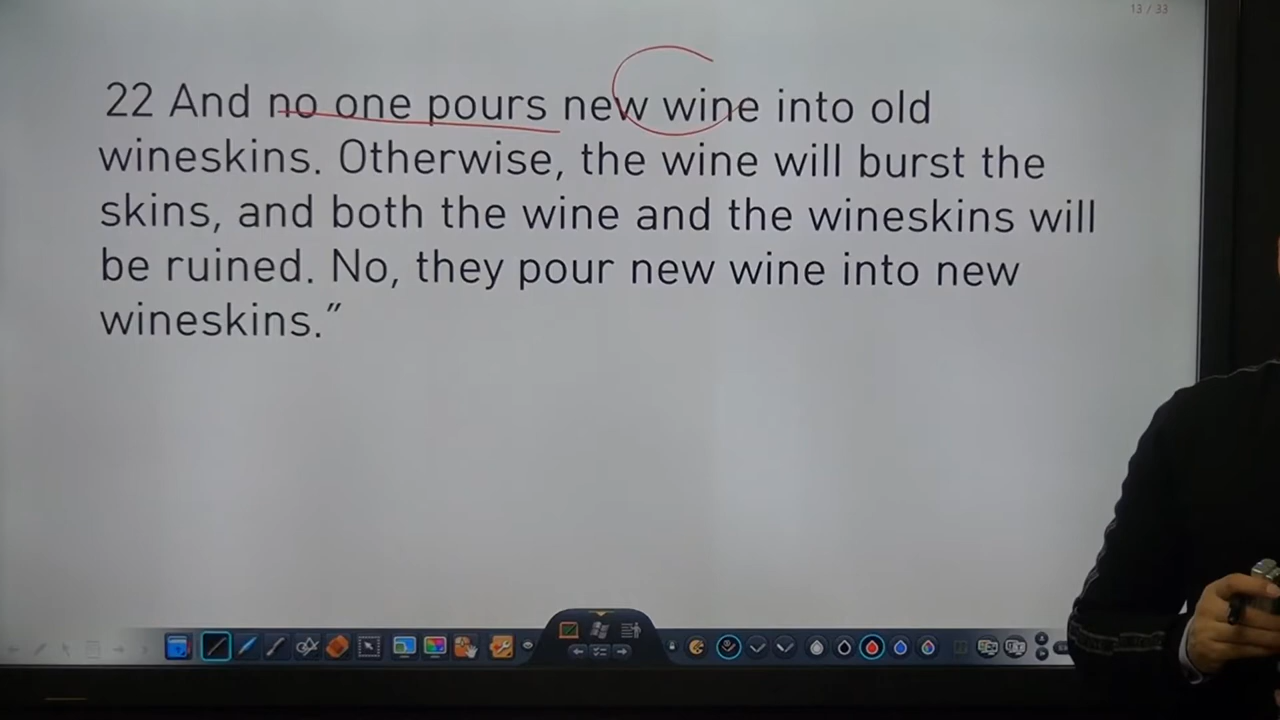 13 / 33
22 And no one pours new wine into old
wineskins. Otherwise, the wine will burst the
skins, and both the wine and the wineskins will
be ruined. No, they pour new wine into new
wineskins.”